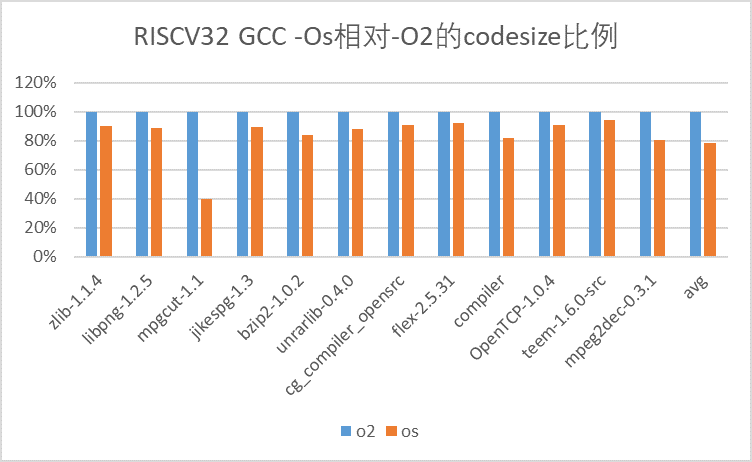 RISCV32 GCC -Os相对-O2的codesize比例
120%
100%
80%
60%
40%
20%
0%
zlib-1.1.4
libpng-1.2.5
mpgcut-1.1
jikespg-1.3
bzip2-1.0.2
unrarlib-0.4.0
cg_compiler_opensrc
flex-2.5.31
compiler
OpenTCP-1.0.4
teem-1.6.0-src
mpeg2dec-0.3.1
avg
o2 os